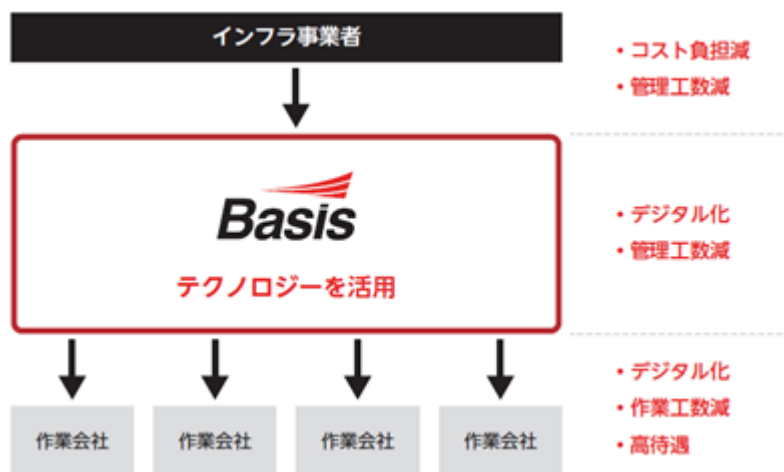 インフラ事業者
・コスト負担減
・管理工数減
Basis
テクノロジーを活用
・デジタル化
・管理工数減
作業会社 作業会社 作業会社 作業会社
・デジタル化
・作業工数減
・高待遇